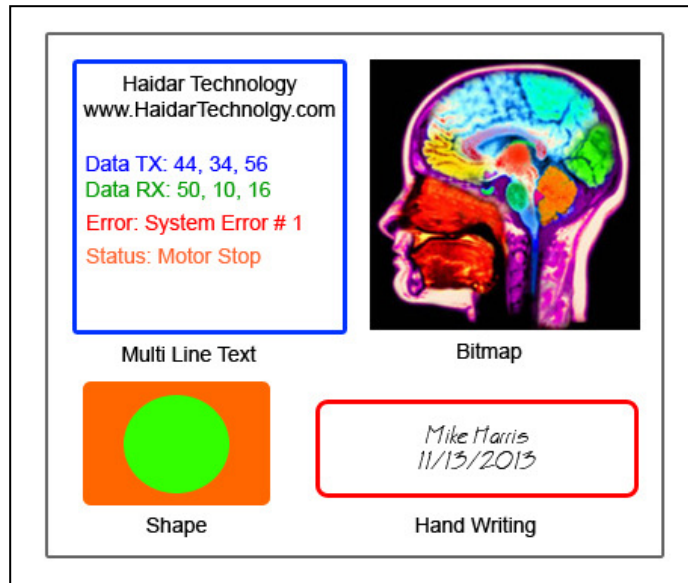 Haidar Technology
www.HaidarTechnolgy.com
Data TX: 44, 34, 56
Data RX: 50, 10, 16
Error: System Error # 1
Status: Motor Stop
Multi Line Text
Bitmap
Shape
Mike Harris
11/13/2013
Hand Writing